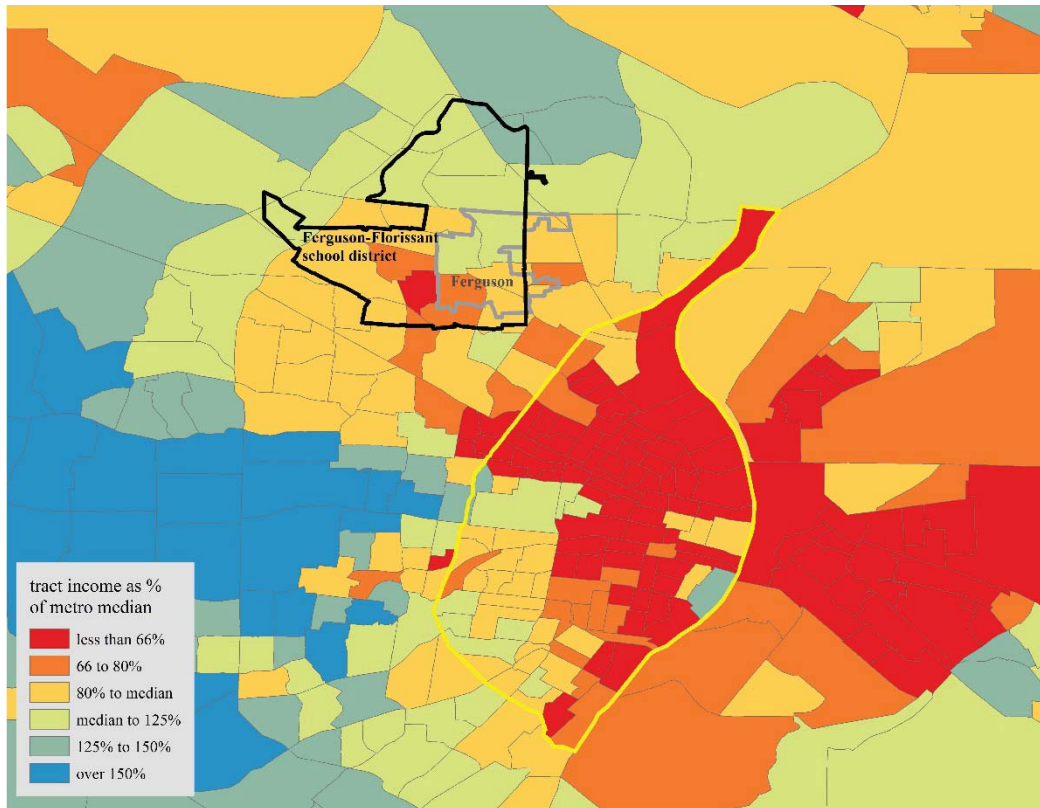 Ferguson-Florissant
school district
Ferguson
tract income as %
of metro median
less than 66%
66 to 80%
80% to median
median to 125%
125% to 150%
over 150%